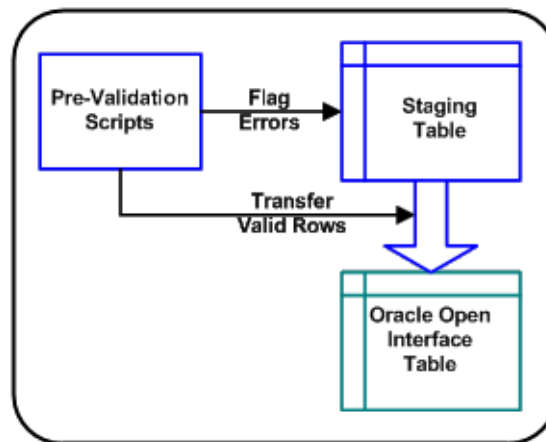 Pre-Validation
Scripts
Flag
Errors
Staging
Table
Transfer
Valid Rows
Oracle Open
Interface
Table